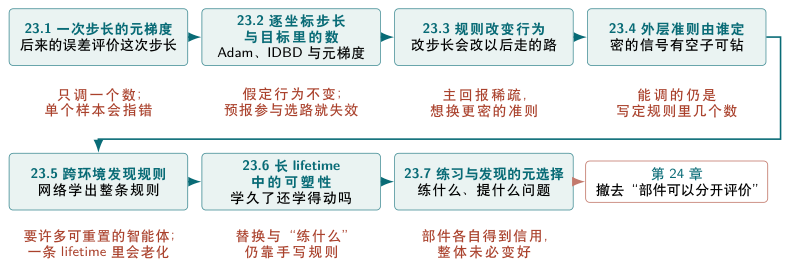 23.1 一次步长的元梯度
后来的误差评价这次步长
23.2 逐坐标步长
与目标里的数
Adam、IDBD 与元梯度
23.3 规则改变行为
改步长会改以后走的路
23.4 外层准则由谁定
密的信号有空子可钻
只调一个数；
单个样本会指错
假定行为不变；
预报参与选路就失效
主回报稀疏，
想换更密的准则
能调的仍是
写定规则里几个数
23.5 跨环境发现规则
网络学出整条规则
23.6 长 lifetime
中的可塑性
学久了还学得动吗
23.7 练习与发现的元选择
练什么、提什么问题
第 24 章
撤去“部件可以分开评价”
要许多可重置的智能体；
一条 lifetime 里会老化
替换与“练什么”
仍靠手写规则
部件各自得到信用，
整体未必变好